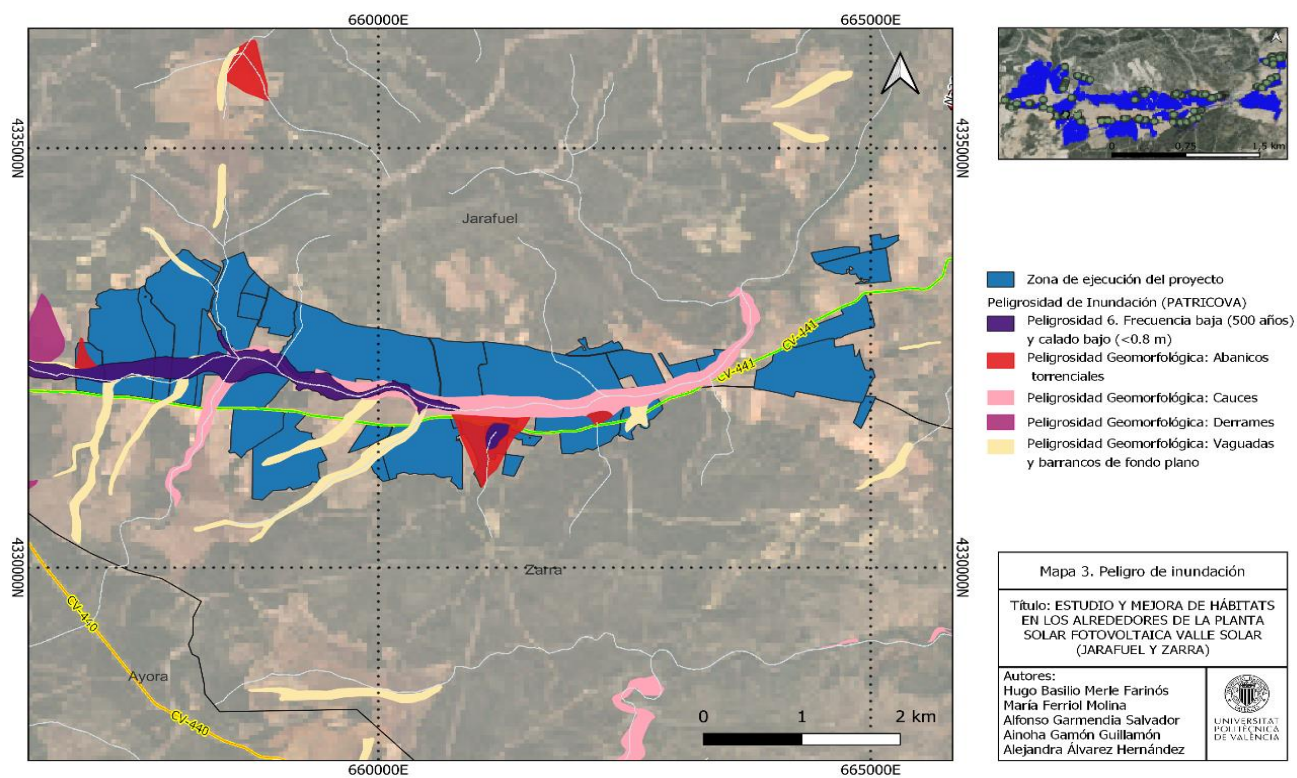 660000E
665000E
4335000N
4335000N
Jarafuel
CV-441
CV-441
4330000N
4330000N
Zarra
CV-440
Ayora
CV-440
0
1
2 km
660000E
665000E
0
0,75
1,5 km
Zona de ejecución del proyecto
Peligrosidad de Inundación (PATRICOVA)
Peligrosidad 6. Frecuencia baja (500 años)
y calado bajo (<0.8 m)
Peligrosidad Geomorfológica: Abanicos
torrenciales
Peligrosidad Geomorfológica: Cauces
Peligrosidad Geomorfológica: Derrames
Peligrosidad Geomorfológica: Vaguadas
y barrancos de fondo plano
Mapa 3. Peligro de inundación
Título: ESTUDIO Y MEJORA DE HÁBITATS
EN LOS ALREDEDORES DE LA PLANTA
SOLAR FOTOVOLTAICA VALLE SOLAR
(JARAFUEL Y ZARRA)
Autores:
Hugo Basilio Merle Farinós
María Ferriol Molina
Alfonso Garmendia Salvador
Ainoha Gamón Guillamón
Alejandra Álvarez Hernández
UNIVERSITAT
POLITÈCNICA
DE VALÈNCIA